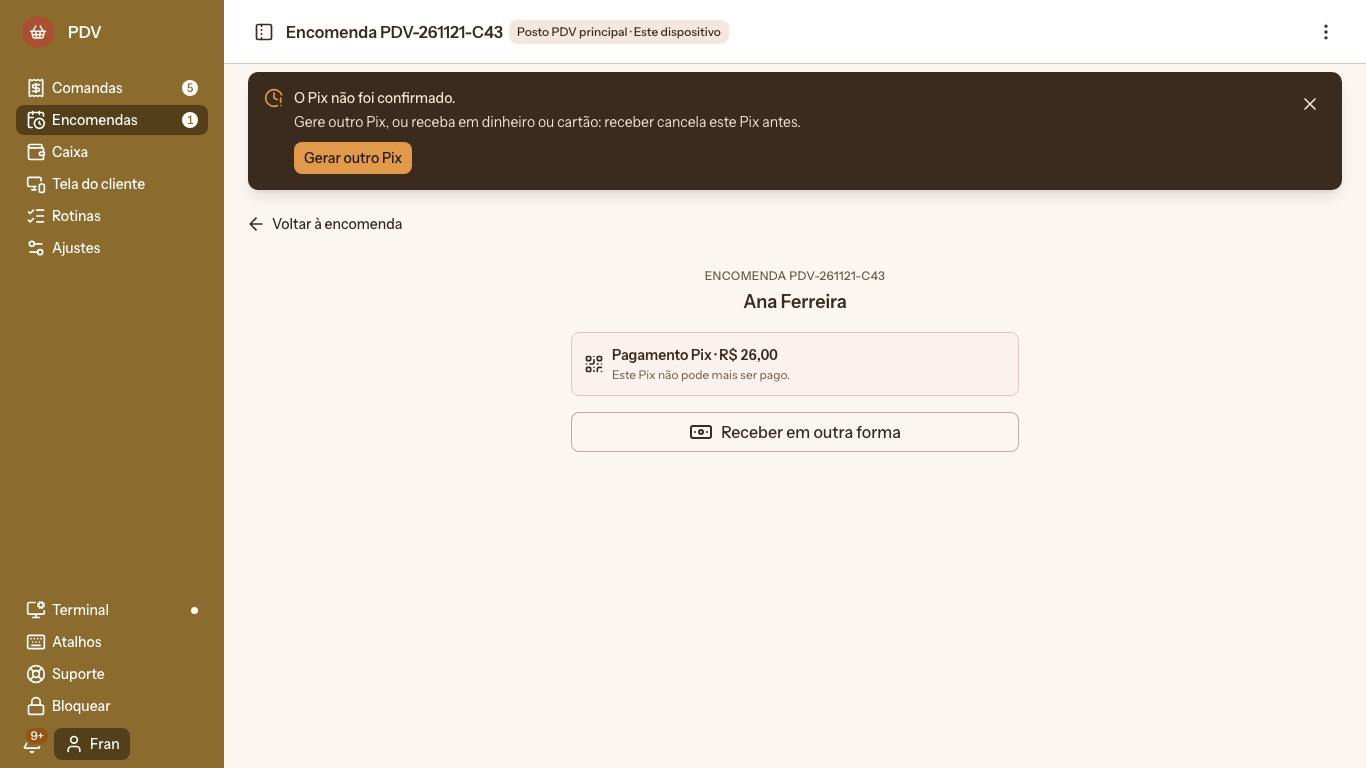 PDV
Comandas 5
Encomendas 1
Caixa
Tela do cliente
Rotinas
Ajustes
Terminal
Atalhos
Suporte
Bloquear
9+
Fran
Encomenda PDV-261121-C43
Posto PDV principal · Este dispositivo
O Pix não foi confirmado.
Gere outro Pix, ou receba em dinheiro ou cartão: receber cancela este Pix antes.
Gerar outro Pix
Voltar à encomenda
ENCOMENDA PDV-261121-C43
Ana Ferreira
Pagamento Pix · R$ 26,00
Este Pix não pode mais ser pago.
Receber em outra forma